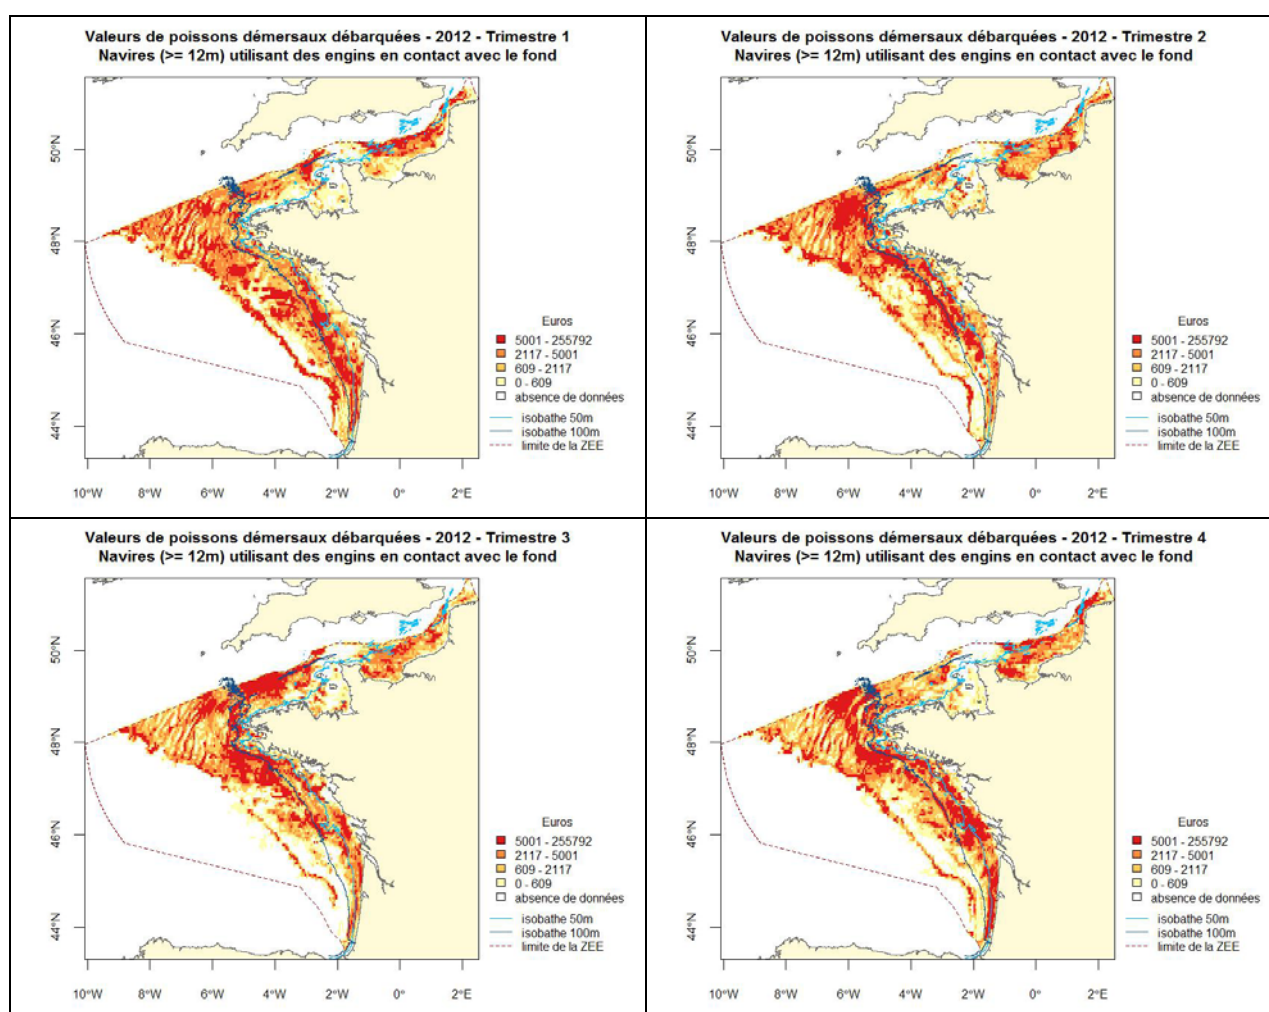 Valeurs de poissons démersaux débarquées - 2012 - Trimestre 1
Navires (>= 12m) utilisant des engins en contact avec le fond
50°N
48°N
46°N
44°N
10°W 8°W 6°W 4°W 2°W 0° 2°E
Euros
5001 - 255792
2117 - 5001
609 - 2117
0 - 609
absence de données
isobathe 50m
isobathe 100m
limite de la ZEE
Valeurs de poissons démersaux débarquées - 2012 - Trimestre 2
Navires (>= 12m) utilisant des engins en contact avec le fond
50°N
48°N
46°N
44°N
10°W 8°W 6°W 4°W 2°W 0° 2°E
Euros
5001 - 255792
2117 - 5001
609 - 2117
0 - 609
absence de données
isobathe 50m
isobathe 100m
limite de la ZEE
Valeurs de poissons démersaux débarquées - 2012 - Trimestre 3
Navires (>= 12m) utilisant des engins en contact avec le fond
50°N
48°N
46°N
44°N
10°W 8°W 6°W 4°W 2°W 0° 2°E
Euros
5001 - 255792
2117 - 5001
609 - 2117
0 - 609
absence de données
isobathe 50m
isobathe 100m
limite de la ZEE
Valeurs de poissons démersaux débarquées - 2012 - Trimestre 4
Navires (>= 12m) utilisant des engins en contact avec le fond
50°N
48°N
46°N
44°N
10°W 8°W 6°W 4°W 2°W 0° 2°E
Euros
5001 - 255792
2117 - 5001
609 - 2117
0 - 609
absence de données
isobathe 50m
isobathe 100m
limite de la ZEE